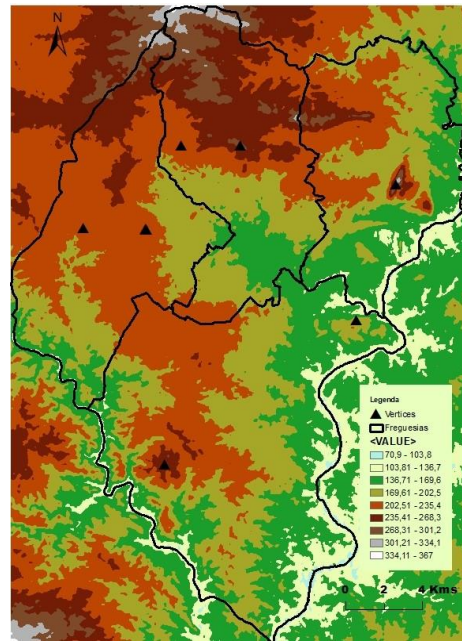 N
Legenda
Vertices
Freguesias
<VALUE>
70,9 - 103,8
103,81 - 136,7
136,71 - 169,6
169,61 - 202,5
202,51 - 235,4
235,41 - 268,3
268,31 - 301,2
301,21 - 334,1
334,11 - 367
0 2 4 Kms